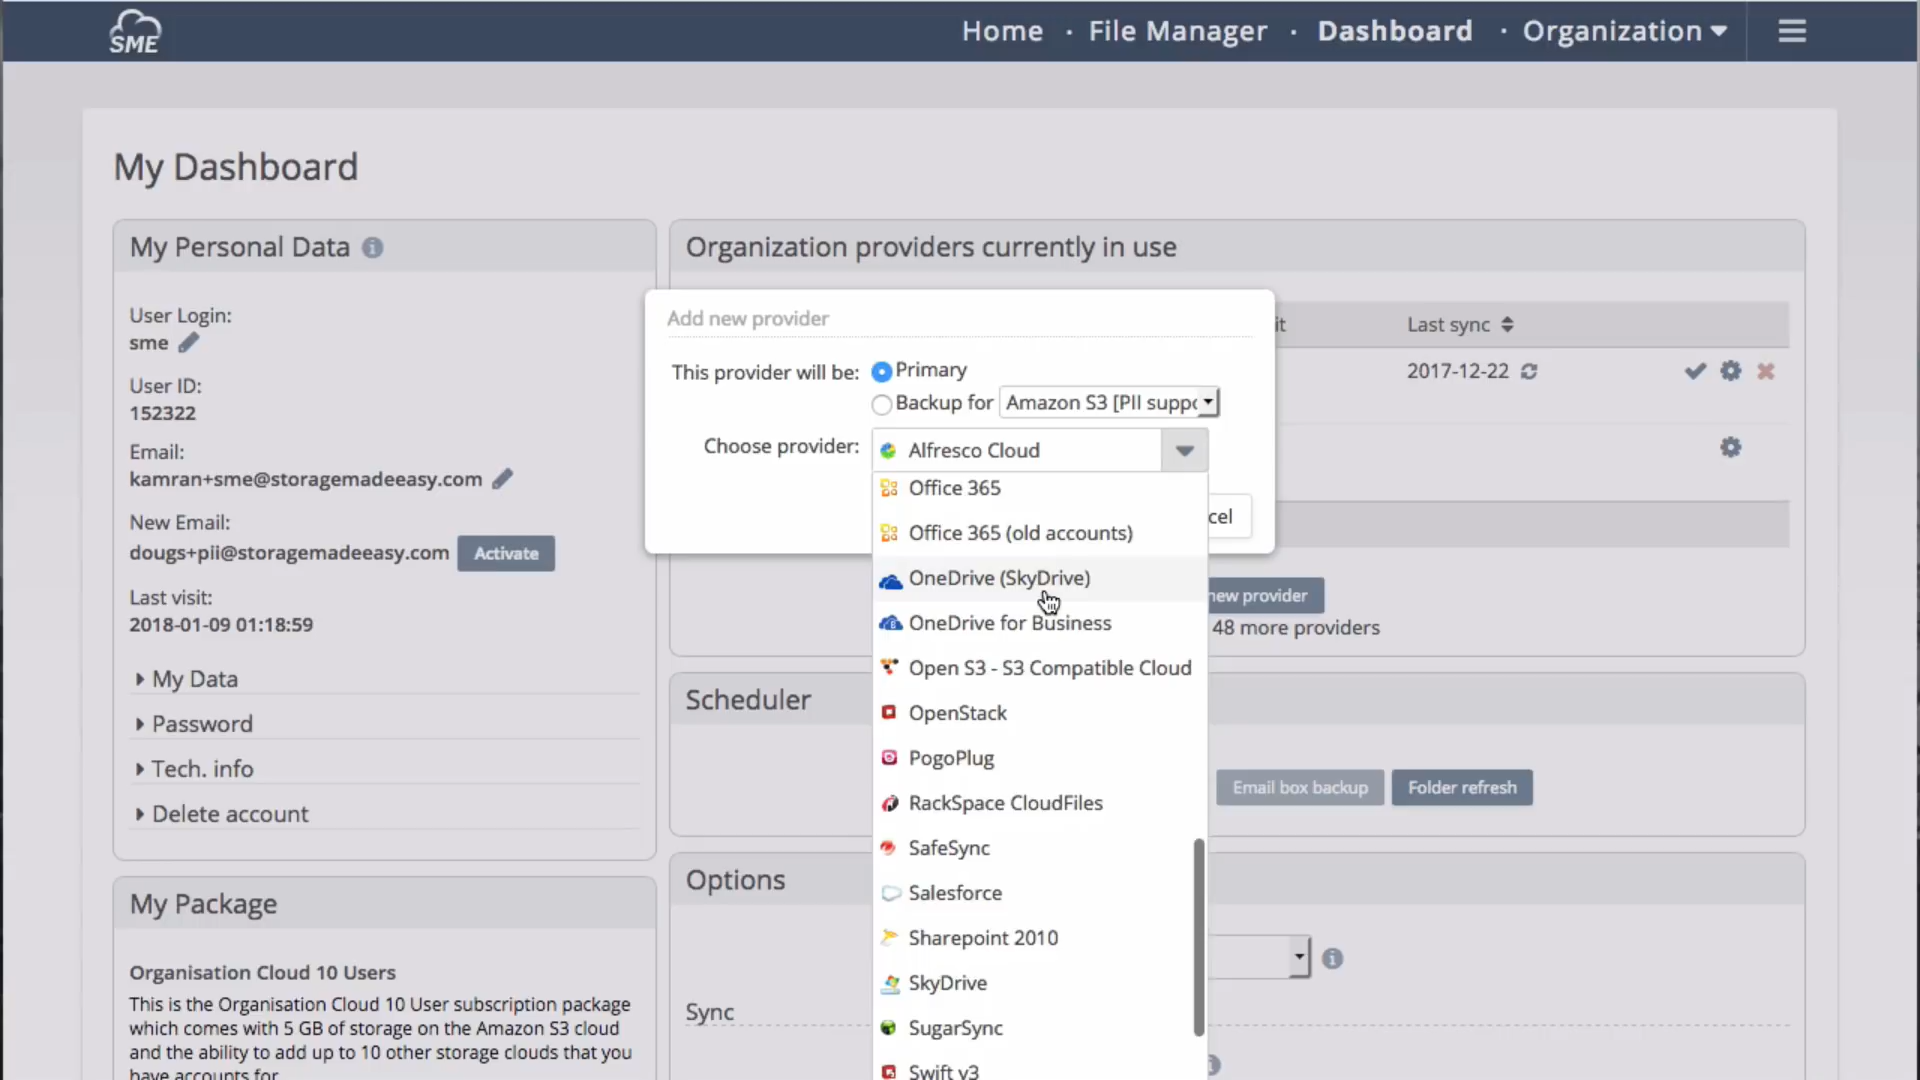 SME
Home · File Manager · Dashboard · Organization
My Dashboard
My Personal Data
User Login:
sme
User ID:
152322
Email:
kamran+sme@storagemadeeasy.com
New Email:
dougs+pii@storagemadeeasy.com Activate
Last visit:
2018-01-09 01:18:59
My Data
Password
Tech. info
Delete account
My Package
Organisation Cloud 10 Users
This is the Organisation Cloud 10 User subscription package
which comes with 5 GB of storage on the Amazon S3 cloud
and the ability to add up to 10 other storage clouds that you
have accounts for
Organization providers currently in use
it Last sync
2017-12-22
Add new provider
This provider will be: Primary
Backup for Amazon S3 [PII suppo
Choose provider: Alfresco Cloud
cel
Office 365
Office 365 (old accounts)
OneDrive (SkyDrive)
OneDrive for Business
Open S3 - S3 Compatible Cloud
OpenStack
PogoPlug
RackSpace CloudFiles
SafeSync
Salesforce
Sharepoint 2010
SkyDrive
SugarSync
Swift v3
new provider
48 more providers
Scheduler
Email box backup Folder refresh
Options
Sync